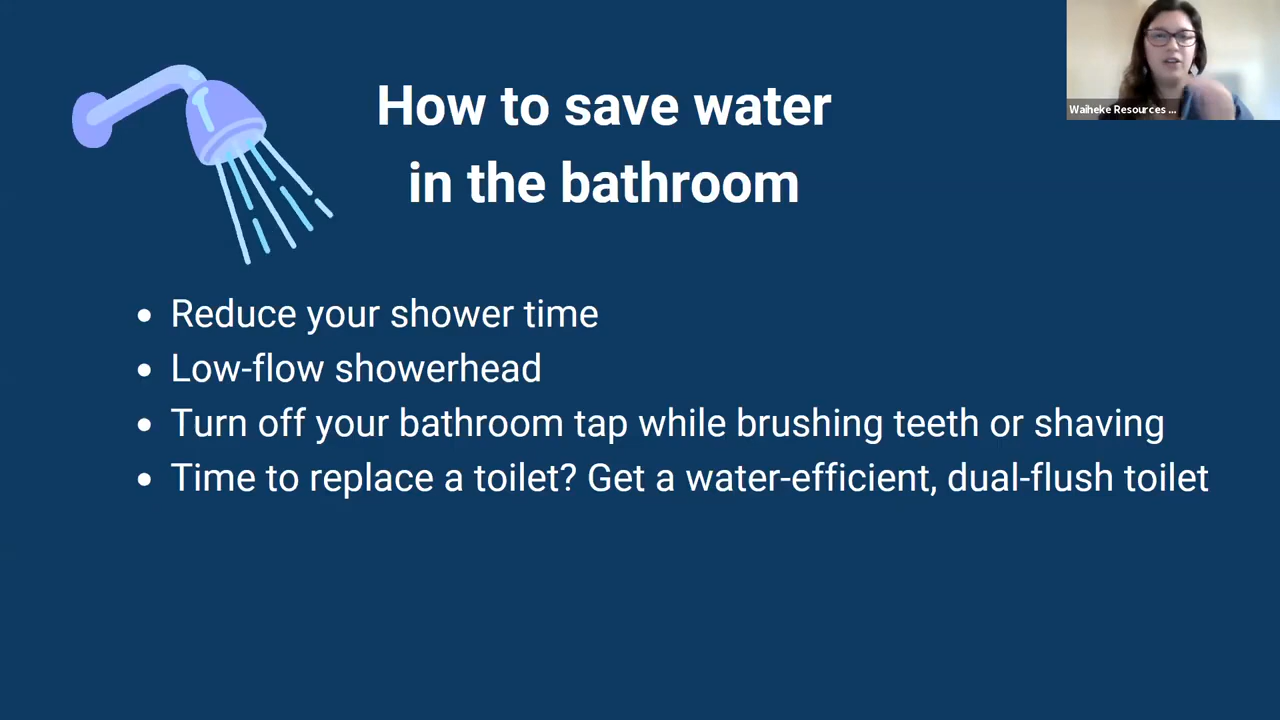 How to save water
in the bathroom
Waiheke Resources ...
• Reduce your shower time
• Low-flow showerhead
• Turn off your bathroom tap while brushing teeth or shaving
• Time to replace a toilet? Get a water-efficient, dual-flush toilet